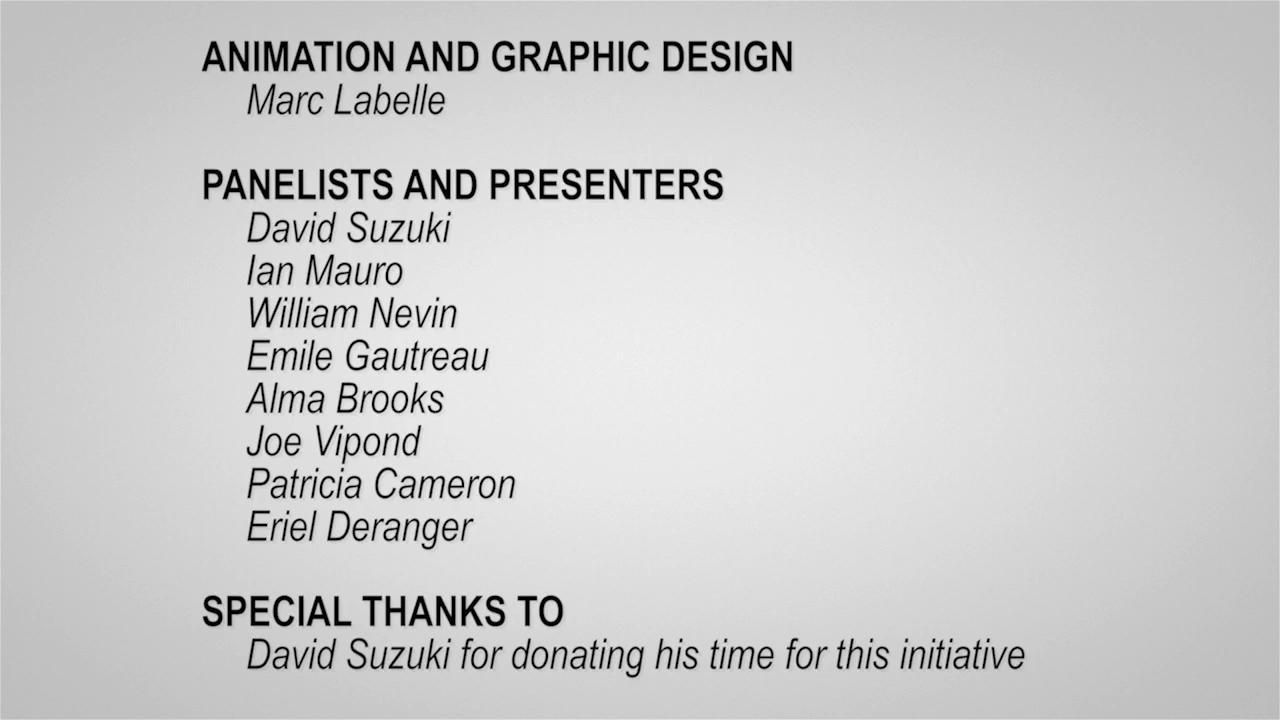 ANIMATION AND GRAPHIC DESIGN
Marc Labelle
PANELISTS AND PRESENTERS
David Suzuki
Ian Mauro
William Nevin
Emile Gautreau
Alma Brooks
Joe Vipond
Patricia Cameron
Eriel Deranger
SPECIAL THANKS TO
David Suzuki for donating his time for this initiative